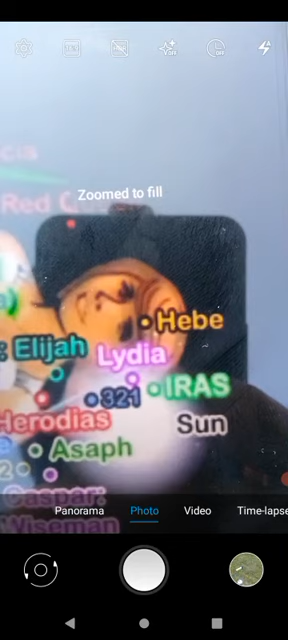 Zoomed to fill
Red
Hebe
: Elijah
Lydia
321
IRAS
Herodias
Sun
Asaph
2
Caspar:
Wiseman
Panorama
Photo
Video
Time-lapse